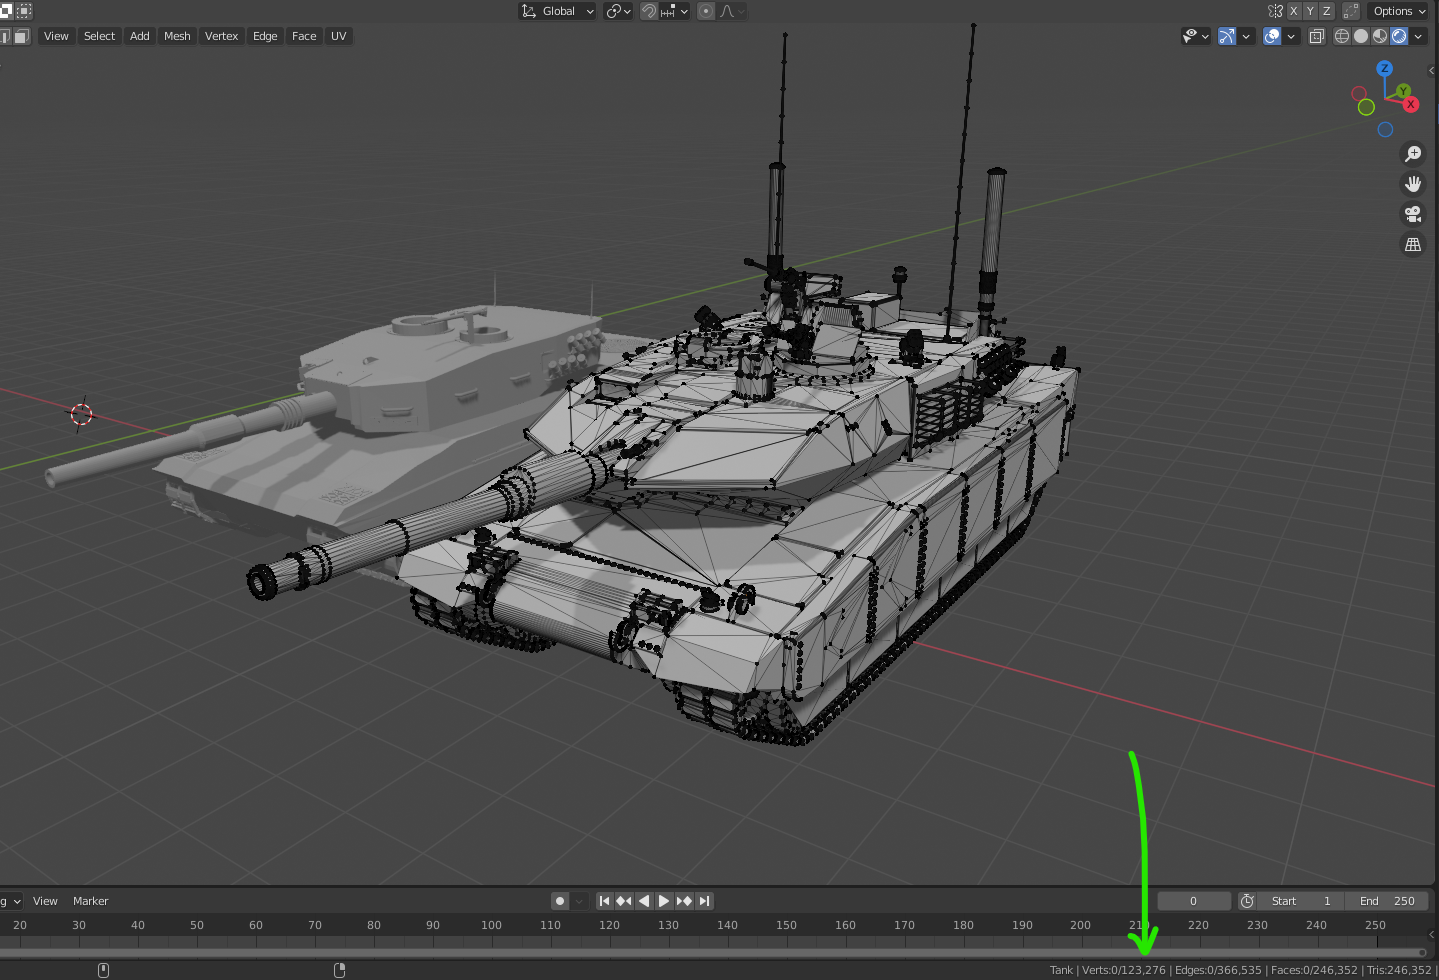 Global
X Y Z
Options
View Select Add Mesh Vertex Edge Face UV
Z
Y
X
g View Marker
0
Start 1
End 250
20 30 40 50 60 70 80 90 100 110 120 130 140 150 160 170 180 190 200 210 220 230 240 250
Tank | Verts:0/123,276 | Edges:0/366,535 | Faces:0/246,352 | Tris:246,352